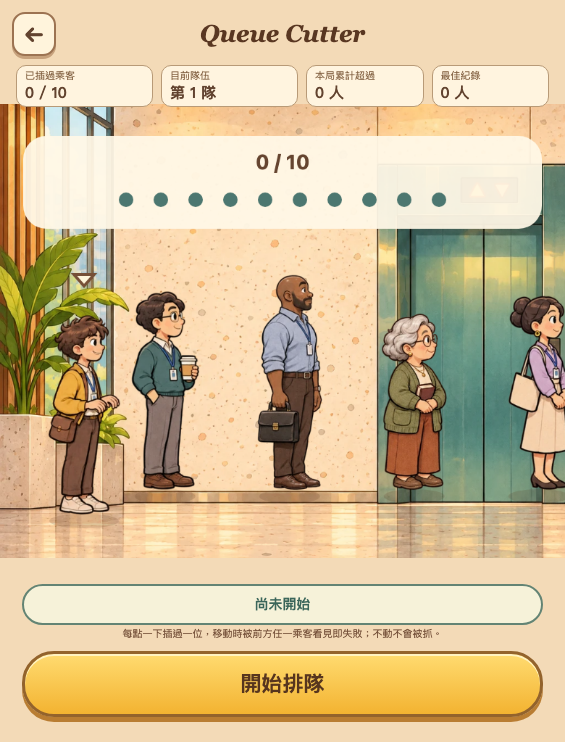 Queue Cutter
已插過乘客
0 / 10
目前隊伍
第 1 隊
本局累計超過
0 人
最佳紀錄
0 人
0 / 10
尚未開始
每點一下插過一位，移動時被前方任一乘客看見即失敗；不動不會被抓。
開始排隊